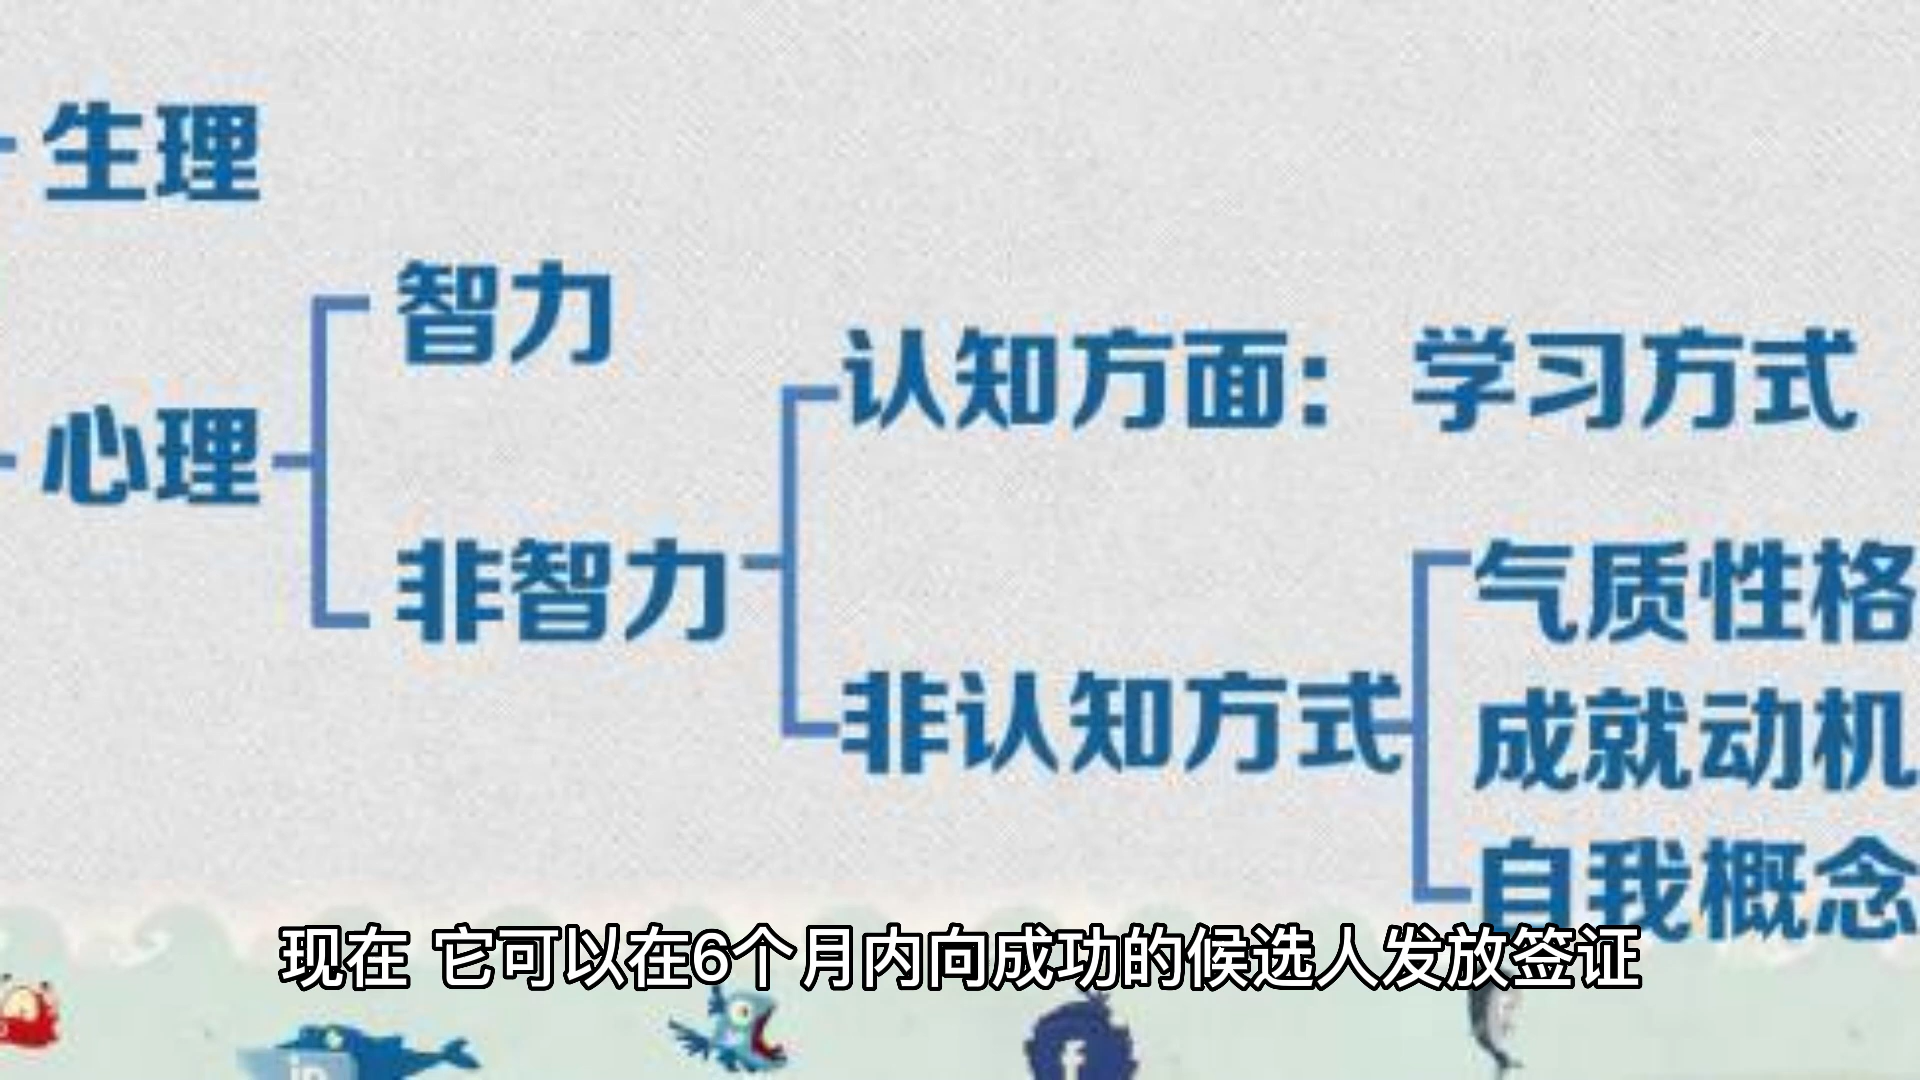 生理
智力
认知方面：学习方式
心理
非智力
气质性格
非认知方式
成就动机
自我概念
现在 它可以在6个月内向成功的候选人发放签证
in
f